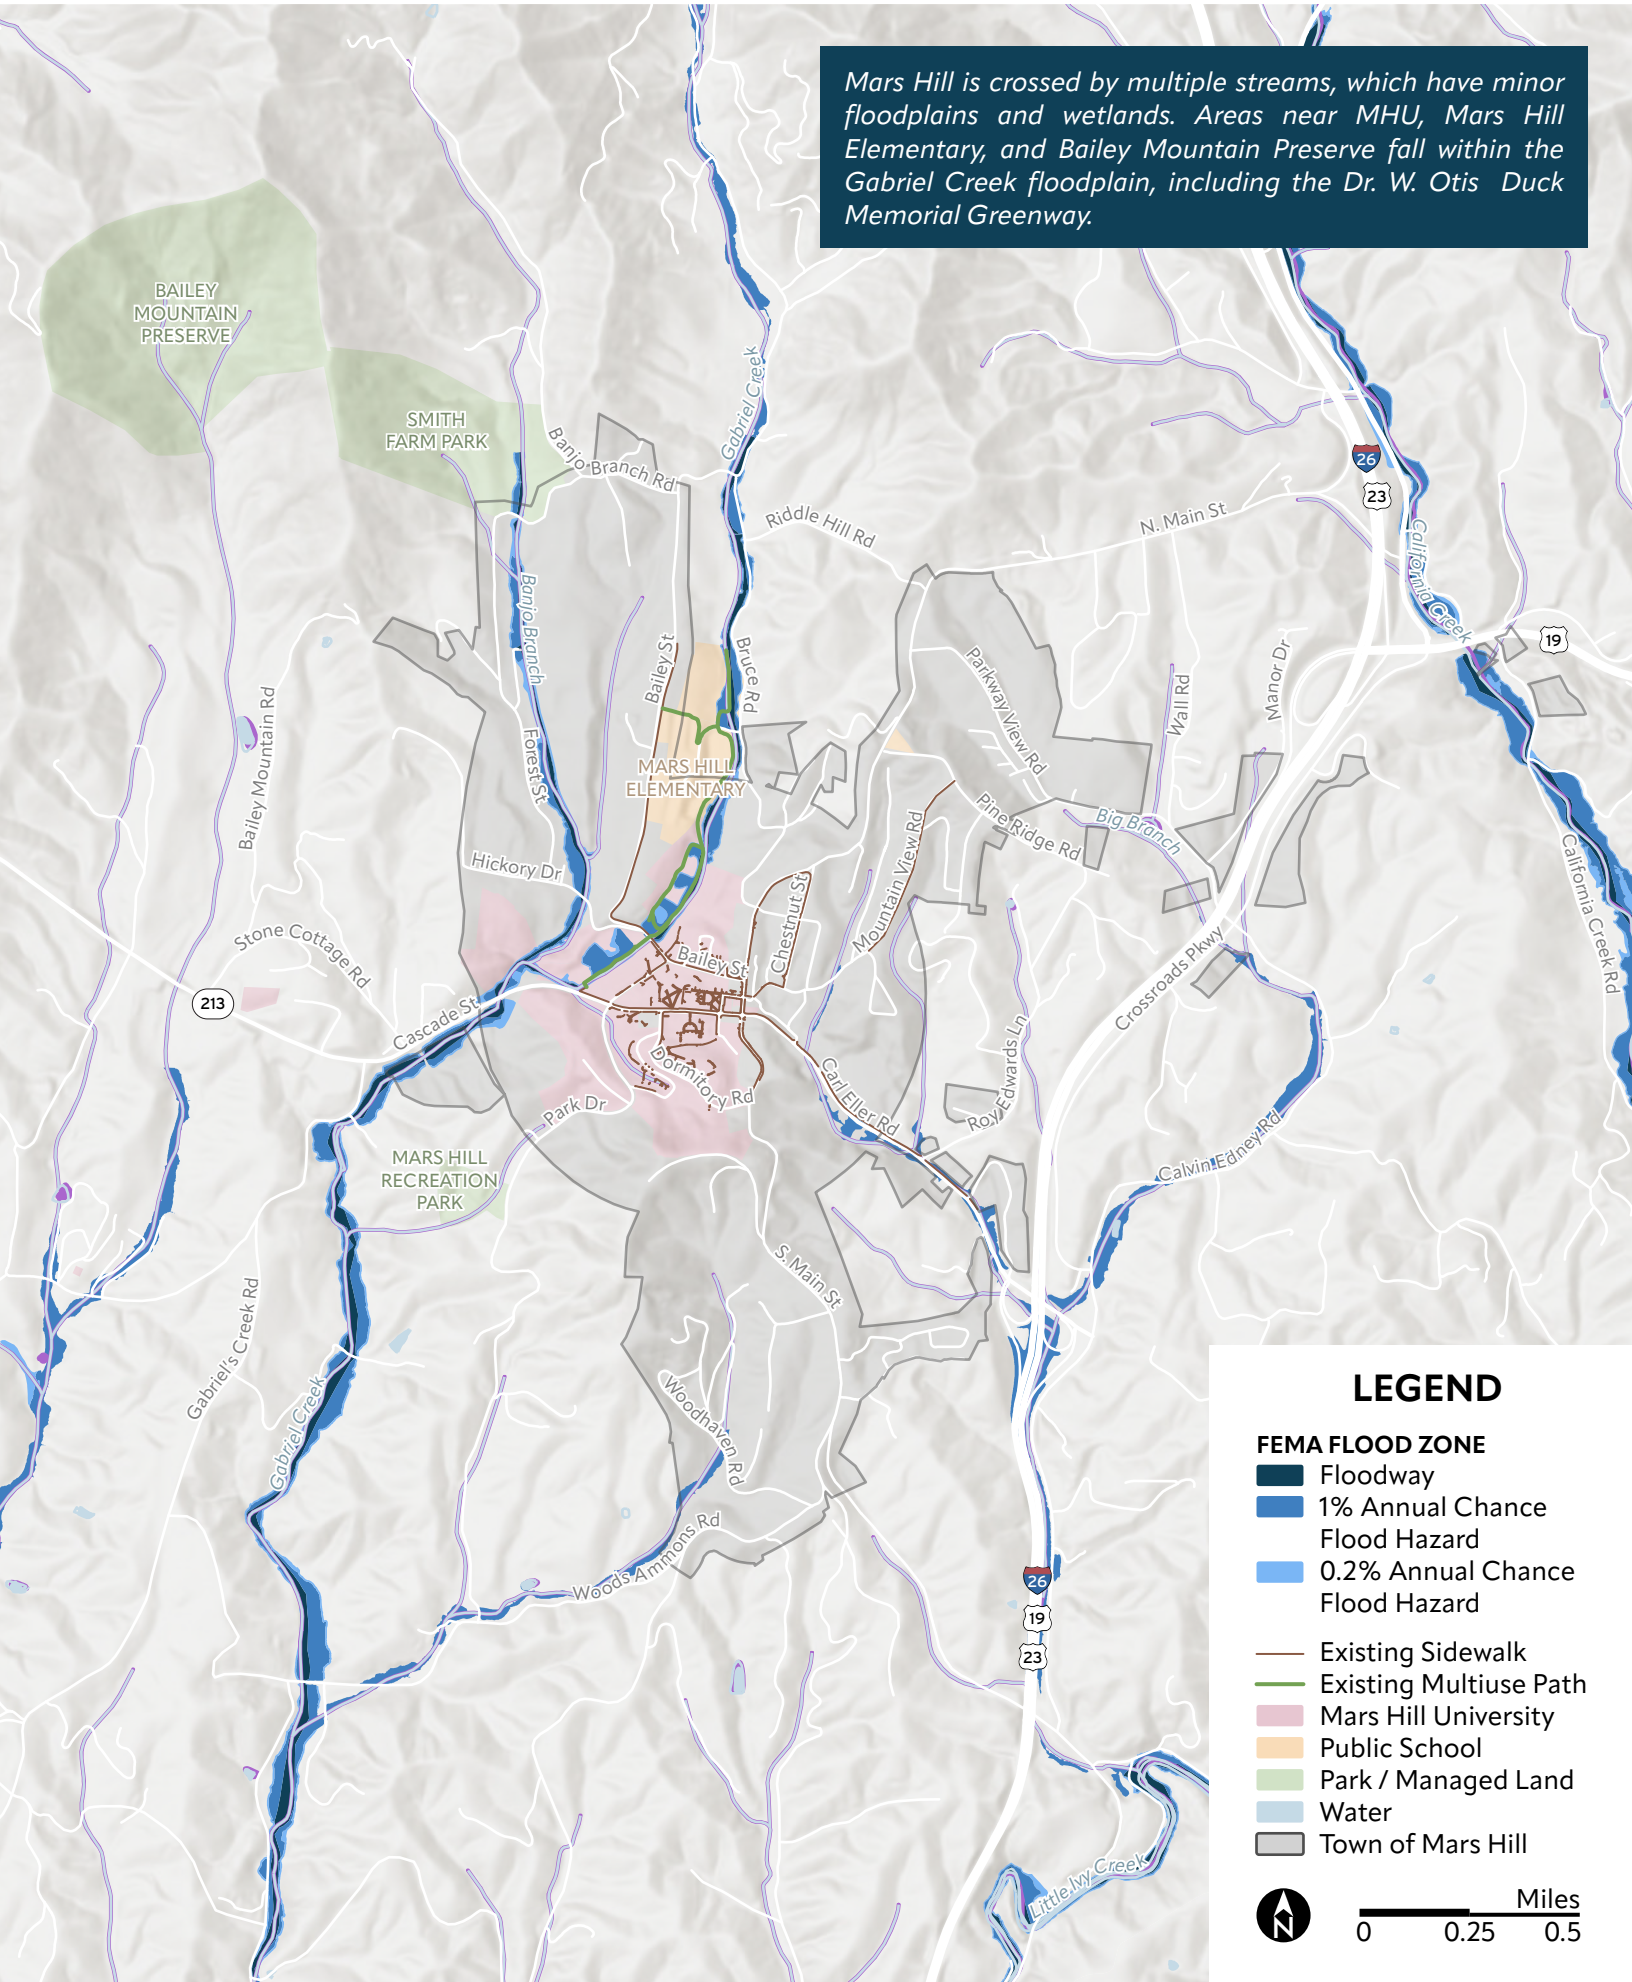 Mars Hill is crossed by multiple streams, which have minor
floodplains and wetlands. Areas near MHU, Mars Hill
Elementary, and Bailey Mountain Preserve fall within the
Gabriel Creek floodplain, including the Dr. W. Otis Duck
Memorial Greenway.
BAILEY
MOUNTAIN
PRESERVE
SMITH
FARM PARK
Banjo Branch Rd
Gabriel Creek
Riddle Hill Rd
N. Main St
26
23
California Creek
19
Banjo Branch
Bailey St
Bruce Rd
Parkway View Rd
Wall Rd
Manor Dr
Bailey Mountain Rd
Forest St
MARS HILL
ELEMENTARY
Pine Ridge Rd
Big Branch
Mountain View Rd
Hickory Dr
Chestnut St
California Creek Rd
Stone Cottage Rd
Bailey St
Crossroads Pkwy
213
Cascade St
Dormitory Rd
Park Dr
Carl Eller Rd
Roy Edwards Ln
Calvin Edney Rd
MARS HILL
RECREATION
PARK
S. Main St
Gabriel's Creek Rd
Gabriel Creek
Woodhaven Rd
Woods Ammons Rd
26
19
23
Little Ivy Creek
LEGEND
FEMA FLOOD ZONE
Floodway
1% Annual Chance
Flood Hazard
0.2% Annual Chance
Flood Hazard
Existing Sidewalk
Existing Multiuse Path
Mars Hill University
Public School
Park / Managed Land
Water
Town of Mars Hill
N
Miles
0 0.25 0.5